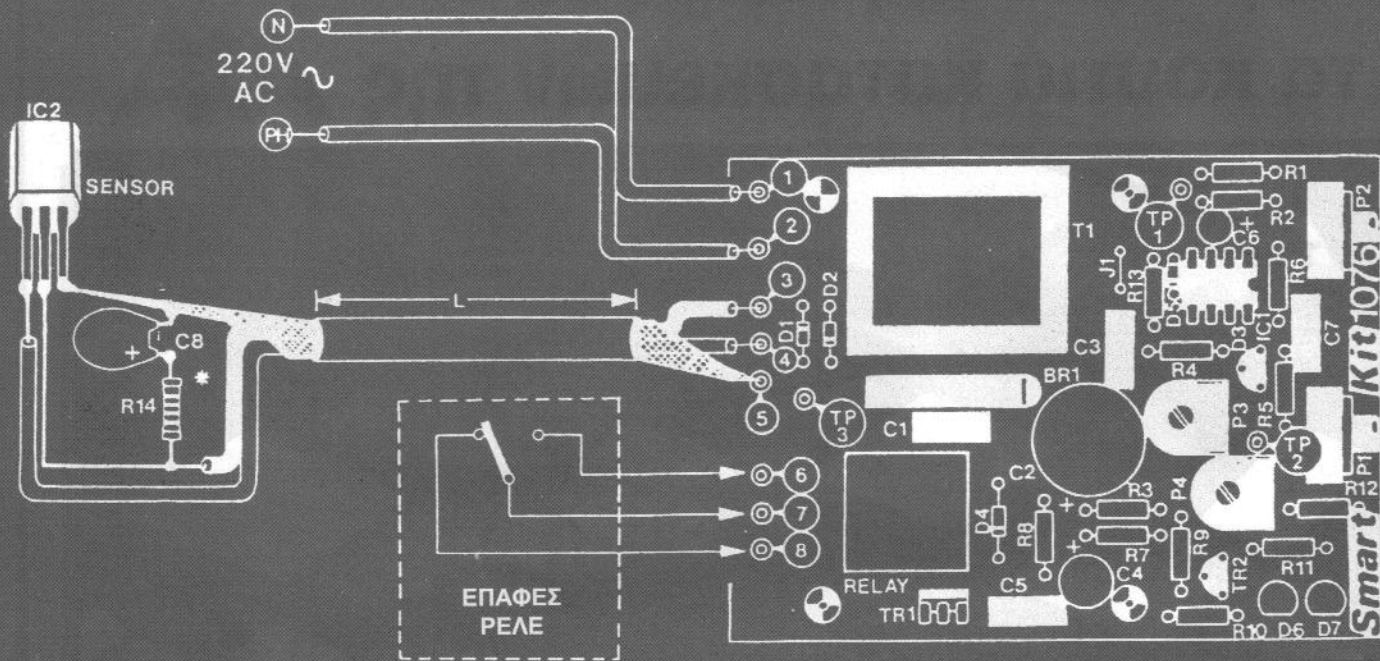 N
220V
AC
PH
IC2
SENSOR
C8
+
R14
*
L
ΕΠΑΦΕΣ
ΡΕΛΕ
1
2
3
4
5
6
7
8
T1
D1
D2
BR1
C1
C2
C3
TP
3
RELAY
TR1
D4
R8
C5
C4
+
+
R3
R7
R9
P4
TR2
R10
D6
D7
R11
R12
P1
TP
2
R5
P3
R4
D3
IC1
C7
R6
P2
R1
R2
+
C6
TP
1
J1
R13
D5
Smart Kit 1076